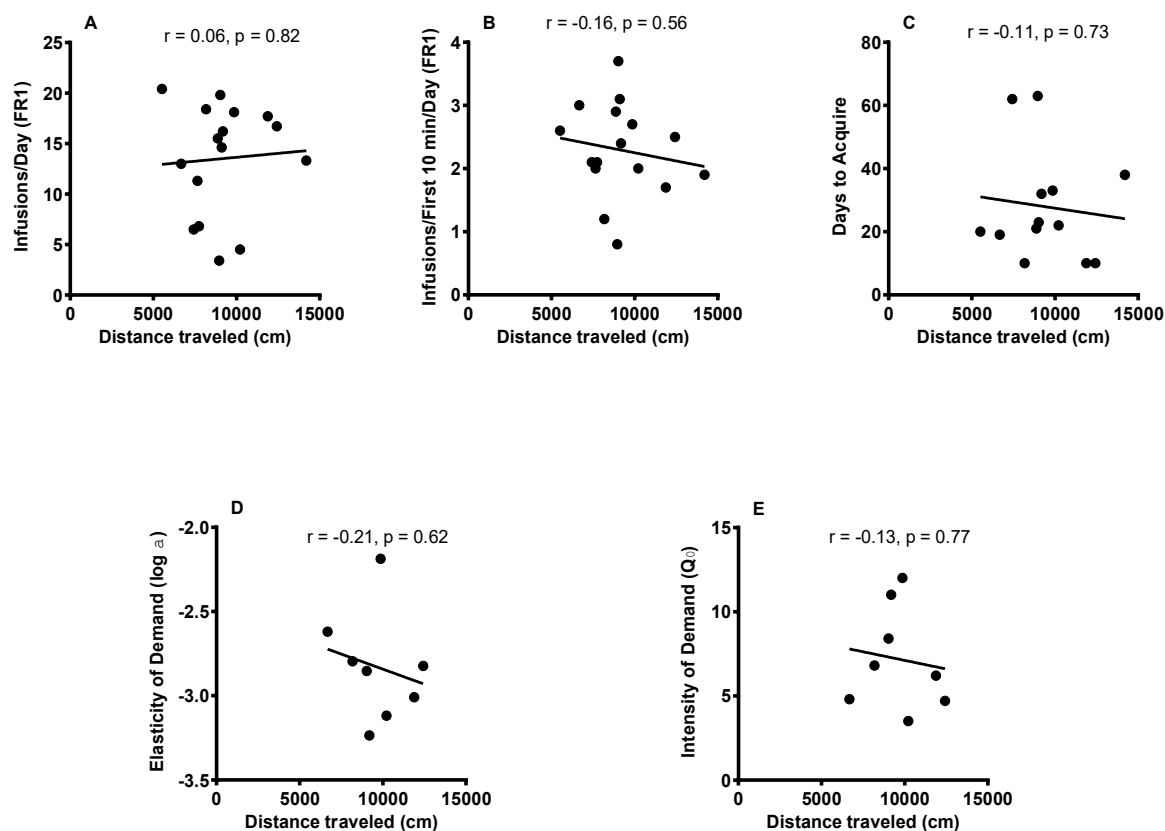 A
r = 0.06, p = 0.82
Infusions/Day (FR1)
25
20
15
10
5
0
0 5000 10000 15000
Distance traveled (cm)
B
r = -0.16, p = 0.56
Infusions/First 10 min/Day (FR1)
4
3
2
1
0
0 5000 10000 15000
Distance traveled (cm)
C
r = -0.11, p = 0.73
Days to Acquire
80
60
40
20
0
0 5000 10000 15000
Distance traveled (cm)
D
r = -0.21, p = 0.62
Elasticity of Demand (log a)
-2.0
-2.5
-3.0
-3.5
0 5000 10000 15000
Distance traveled (cm)
E
r = -0.13, p = 0.77
Intensity of Demand (Q0)
15
10
5
0
0 5000 10000 15000
Distance traveled (cm)